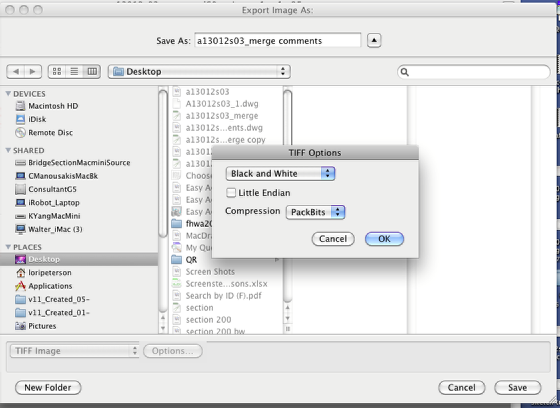 Export Image As:
Save As: a13012s03_merge comments
Desktop
DEVICES
Macintosh HD
iDisk
Remote Disc
SHARED
BridgeSectionMacminiSource
CManousakisMacBk
ConsultantG5
iRobot_Laptop
KYangMacMini
Walter_iMac (3)
PLACES
Desktop
loripeterson
Applications
v11_Created_05-
v11_Created_01-
Pictures
a13012s03
A13012s03_1.dwg
a13012s03_merge
a13012s...ents.dwg
a13012s...erge copy
a13012s
Choose
Easy A
Easy A
Easy Ac
fhwa20
MacDra
My Qu
QR
Screen Shots
Screenste...sons.xlsx
Search by ID (F).pdf
section
section 200
section 200 bw
TIFF Options
Black and White
Little Endian
Compression PackBits
Cancel OK
TIFF Image Options...
New Folder Cancel Save